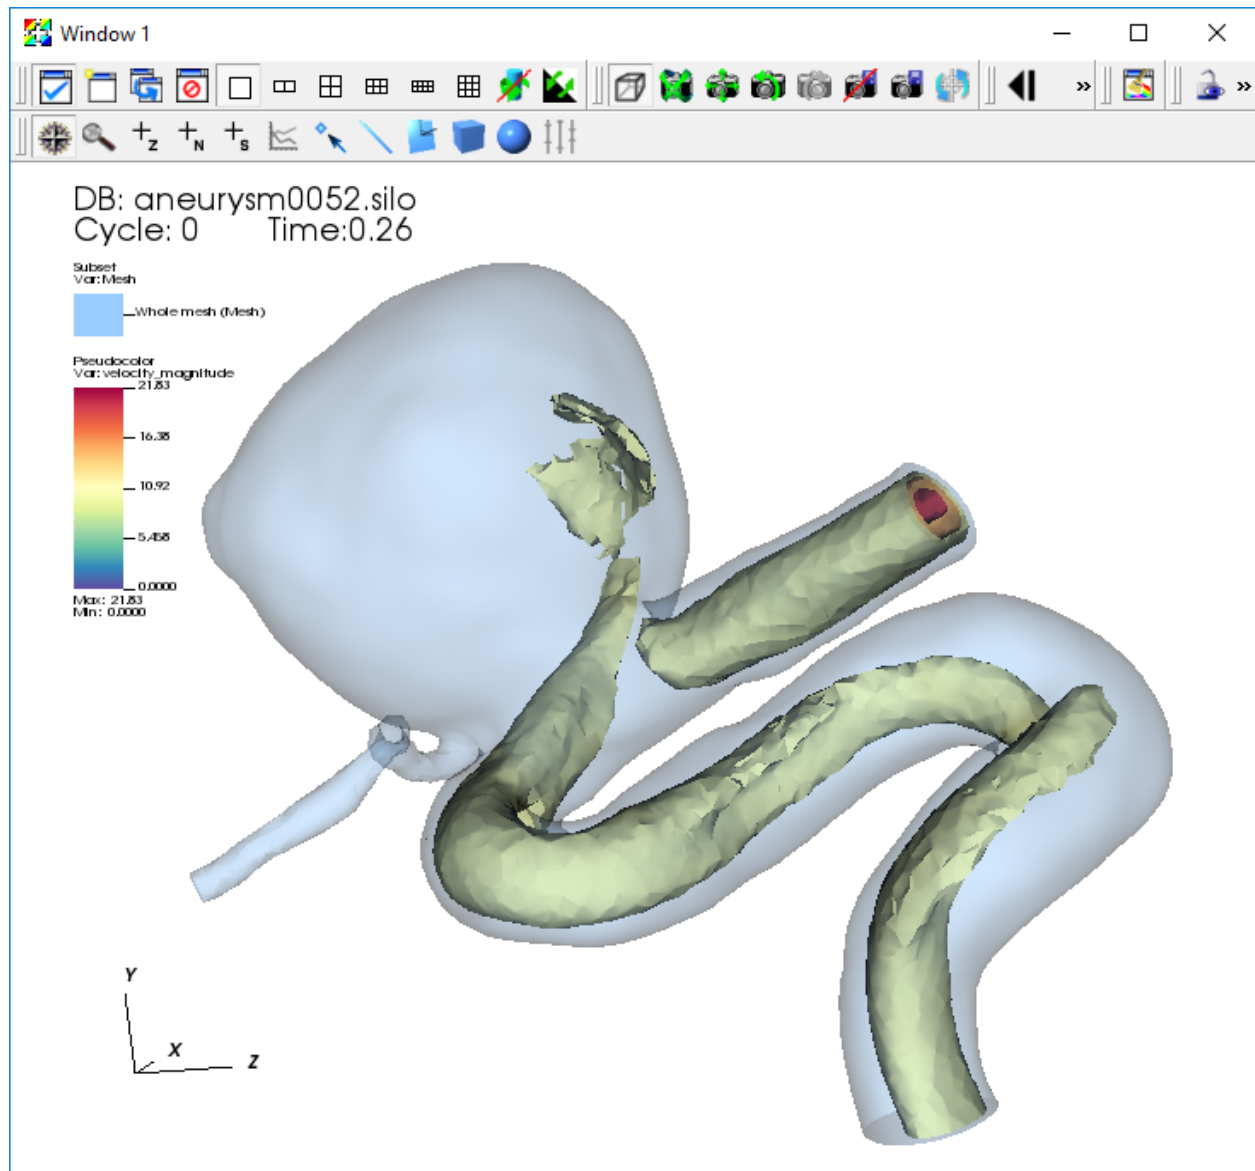 Window 1
Z
N
S
DB: aneurysm0052.silo
Cycle: 0 Time:0.26
Subset
Var: Mesh
Whole mesh (Mesh)
Pseudocolor
Var: velocity_magnitude
21.83
16.38
10.92
5.458
0.0000
Max: 21.83
Min: 0.0000
Y
X
Z